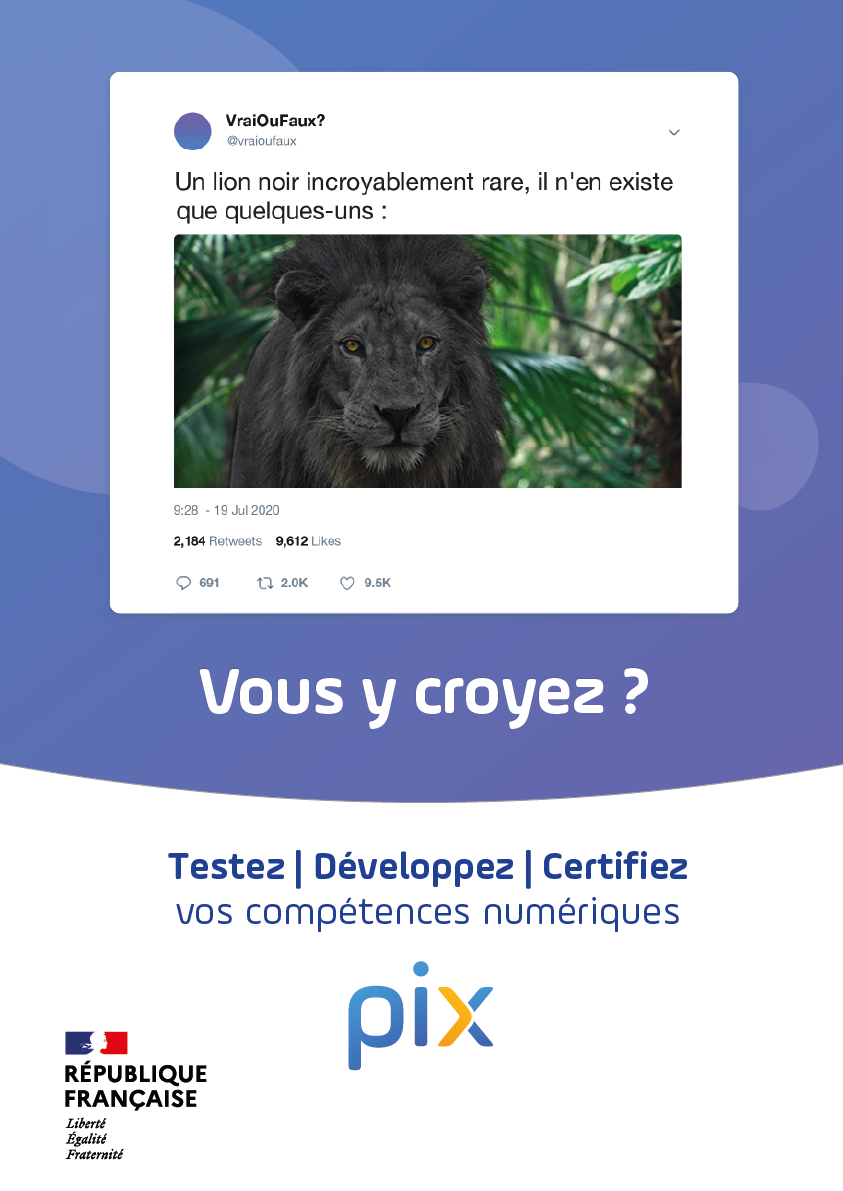 VraiOuFaux?
@vraioufaux
Un lion noir incroyablement rare, il n'en existe
que quelques-uns :
9:28 - 19 Jul 2020
2,184 Retweets 9,612 Likes
691 2.0K 9.5K
Vous y croyez ?
Testez | Développez | Certifiez
vos compétences numériques
pix
RÉPUBLIQUE
FRANÇAISE
Liberté
Égalité
Fraternité